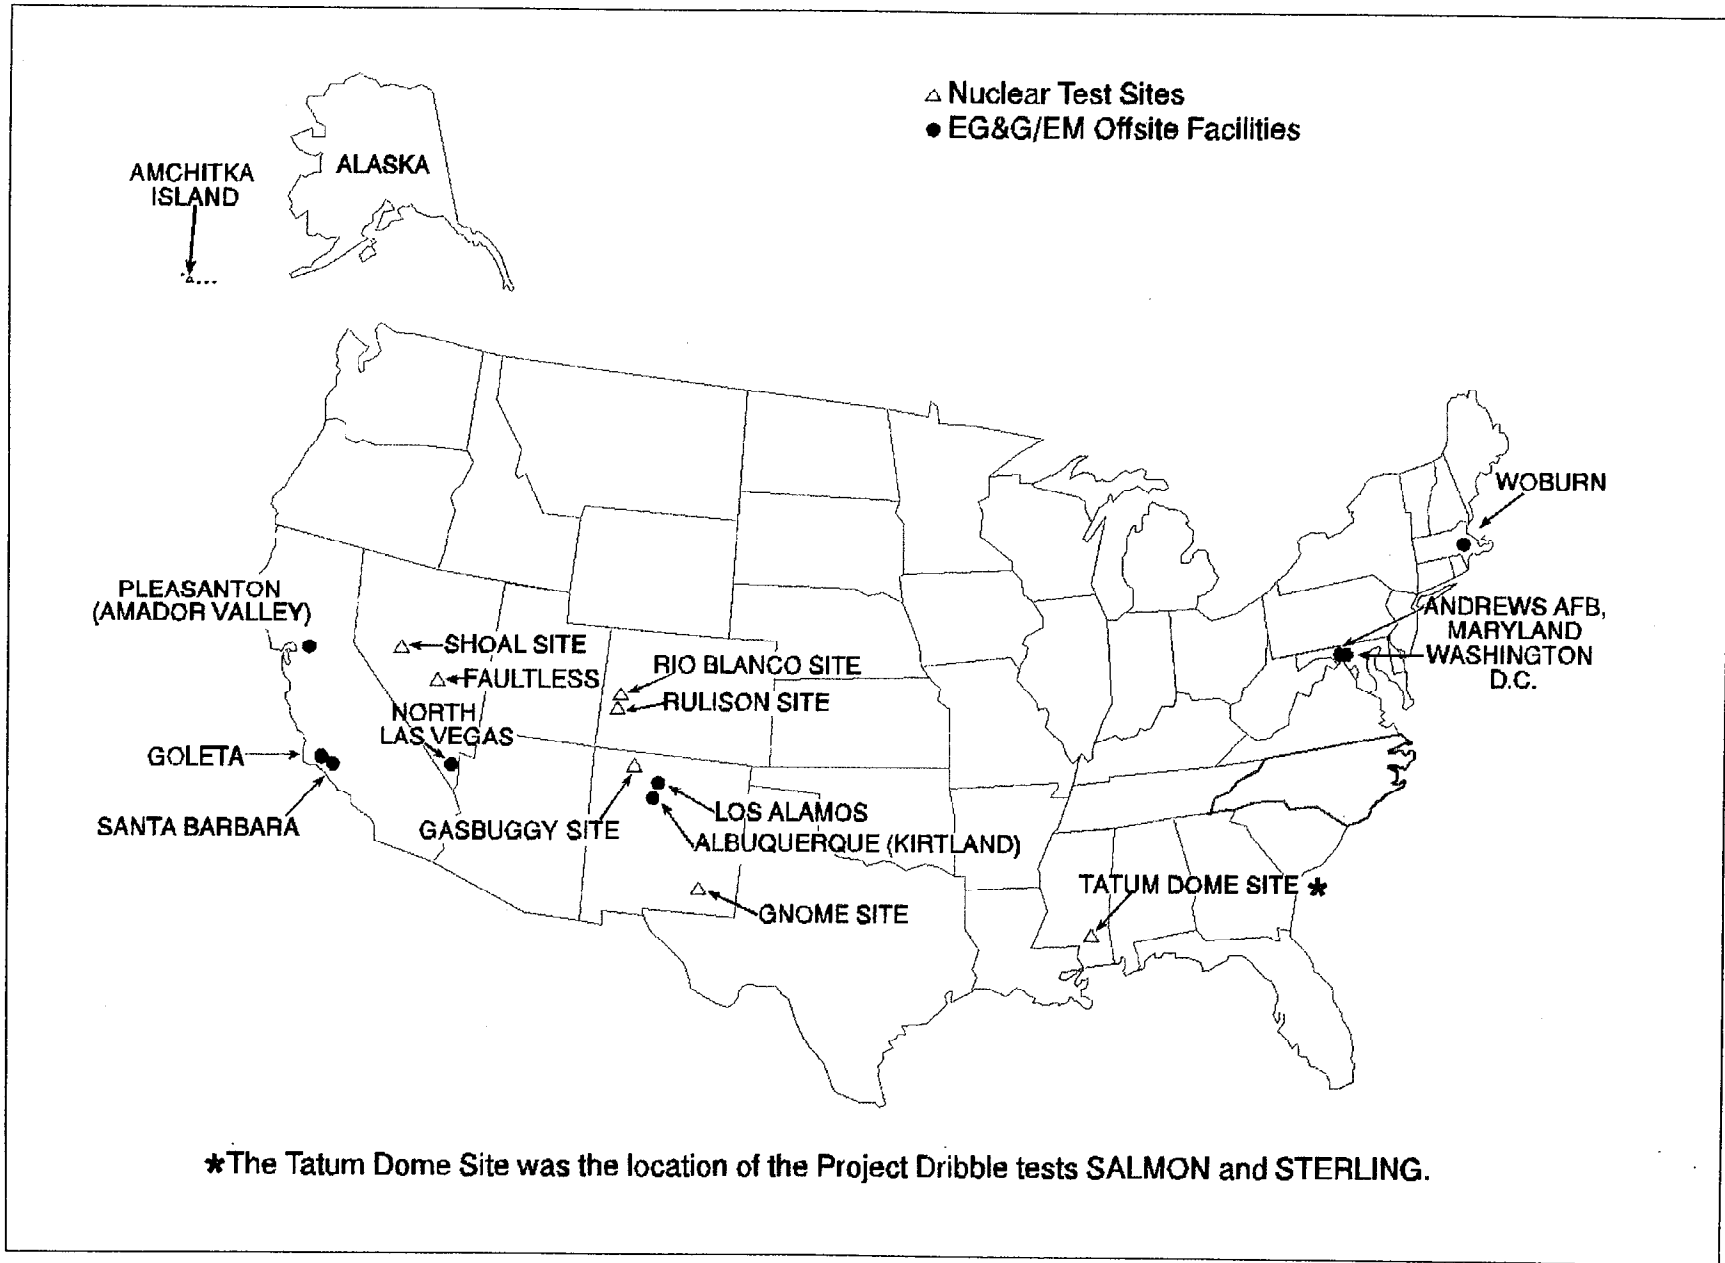 △ Nuclear Test Sites
● EG&G/EM Offsite Facilities
ALASKA
AMCHITKA
ISLAND
WOBURN
PLEASANTON
(AMADOR VALLEY)
ANDREWS AFB,
MARYLAND
WASHINGTON
D.C.
SHOAL SITE
FAULTLESS
RIO BLANCO SITE
RULISON SITE
NORTH
LAS VEGAS
GOLETA
SANTA BARBARA
GASBUGGY SITE
LOS ALAMOS
ALBUQUERQUE (KIRTLAND)
TATUM DOME SITE *
GNOME SITE
*The Tatum Dome Site was the location of the Project Dribble tests SALMON and STERLING.